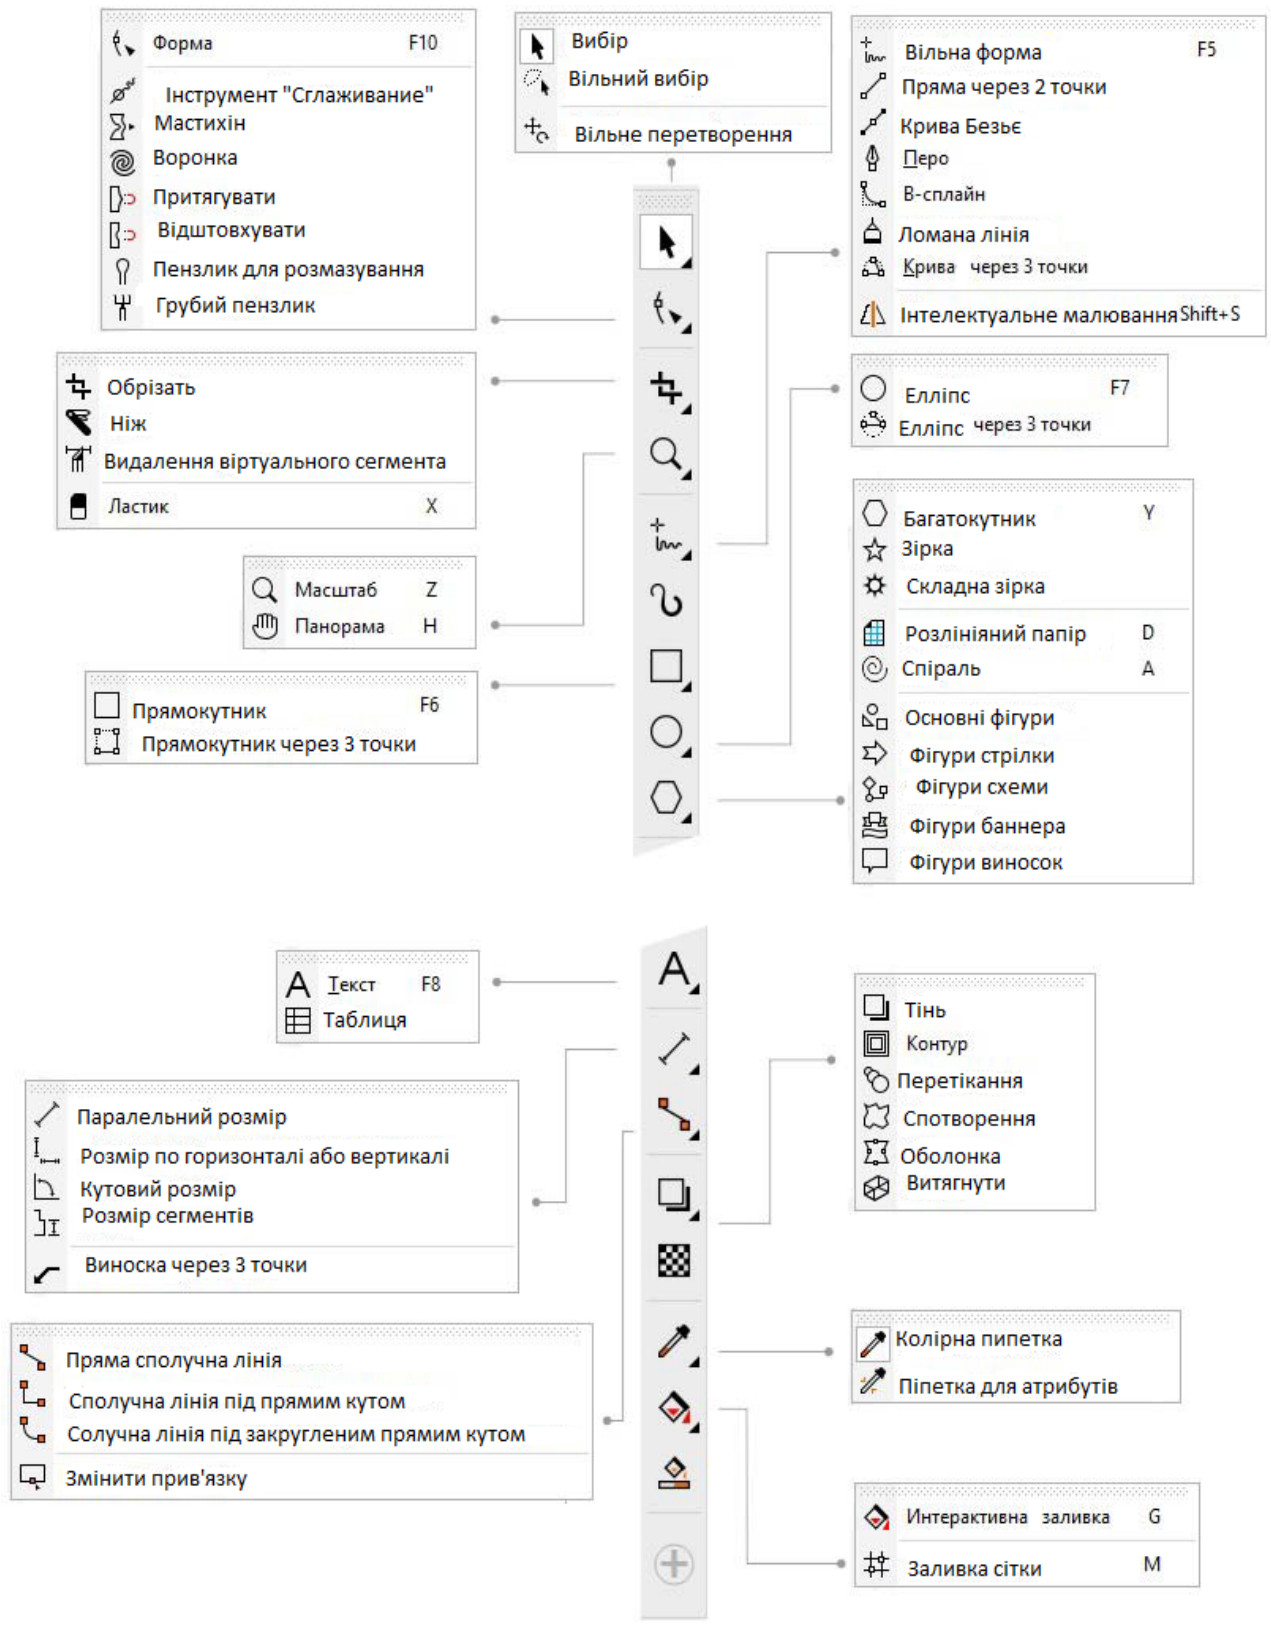 Форма F10
Інструмент "Сглаживание"
Мастихін
Воронка
Притягувати
Відштовхувати
Пензлик для розмазування
Грубий пензлик
Вибір
Вільний вибір
Вільне перетворення
Вільна форма F5
Пряма через 2 точки
Крива Безьє
Перо
В-сплайн
Ломана лінія
Крива через 3 точки
Інтелектуальне малювання Shift+S
Обрізать
Ніж
Видалення віртуального сегмента
Ластик X
Елліпс F7
Елліпс через 3 точки
Масштаб Z
Панорама H
Багатокутник Y
Зірка
Складна зірка
Розлініяний папір D
Спіраль A
Основні фігури
Фігури стрілки
Фігури схеми
Фігури баннера
Фігури виносок
Прямокутник F6
Прямокутник через 3 точки
Текст F8
Таблиця
Тінь
Контур
Перетікання
Спотворення
Оболонка
Витягнути
Паралельний розмір
Розмір по горизонталі або вертикалі
Кутовий розмір
Розмір сегментів
Виноска через 3 точки
Пряма сполучна лінія
Сполучна лінія під прямим кутом
Солучна лінія під закругленим прямим кутом
Змінити прив'язку
Колірна пипетка
Піпетка для атрибутів
Интерактивна заливка G
Заливка сітки M